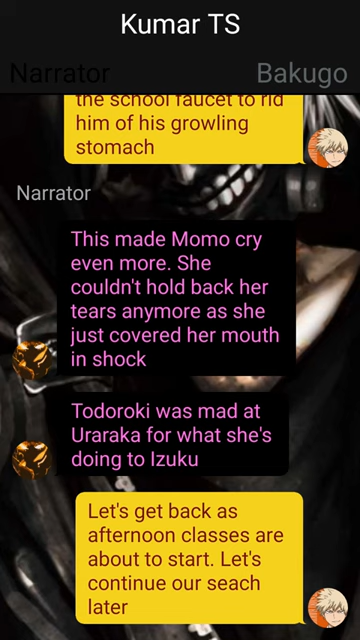 Kumar TS
Narrator
Bakugo
the school faucet to rid
him of his growling
stomach
Narrator
This made Momo cry
even more. She
couldn't hold back her
tears anymore as she
just covered her mouth
in shock
Todoroki was mad at
Uraraka for what she's
doing to Izuku
Let's get back as
afternoon classes are
about to start. Let's
continue our seach
later